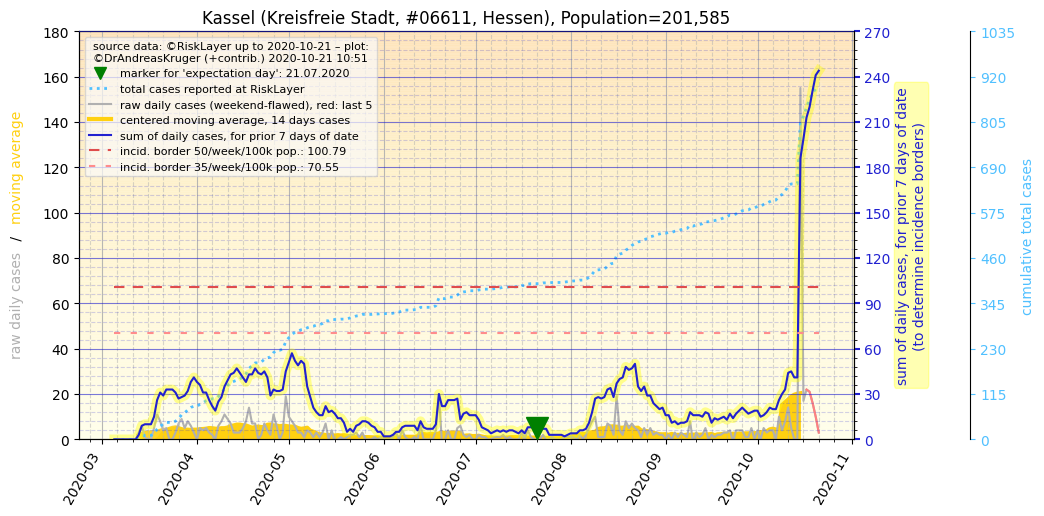 Kassel (Kreisfreie Stadt, #06611, Hessen), Population=201,585
source data: ©RiskLayer up to 2020-10-21 – plot:
©DrAndreasKruger (+contrib.) 2020-10-21 10:51
marker for 'expectation day': 21.07.2020
total cases reported at RiskLayer
raw daily cases (weekend-flawed), red: last 5
centered moving average, 14 days cases
sum of daily cases, for prior 7 days of date
incid. border 50/week/100k pop.: 100.79
incid. border 35/week/100k pop.: 70.55
raw daily cases / moving average
180
160
140
120
100
80
60
40
20
0
270
240
210
180
150
120
90
60
30
0
sum of daily cases, for prior 7 days of date
(to determine incidence borders)
1035
920
805
690
575
460
345
230
115
0
cumulative total cases
2020-03
2020-04
2020-05
2020-06
2020-07
2020-08
2020-09
2020-10
2020-11